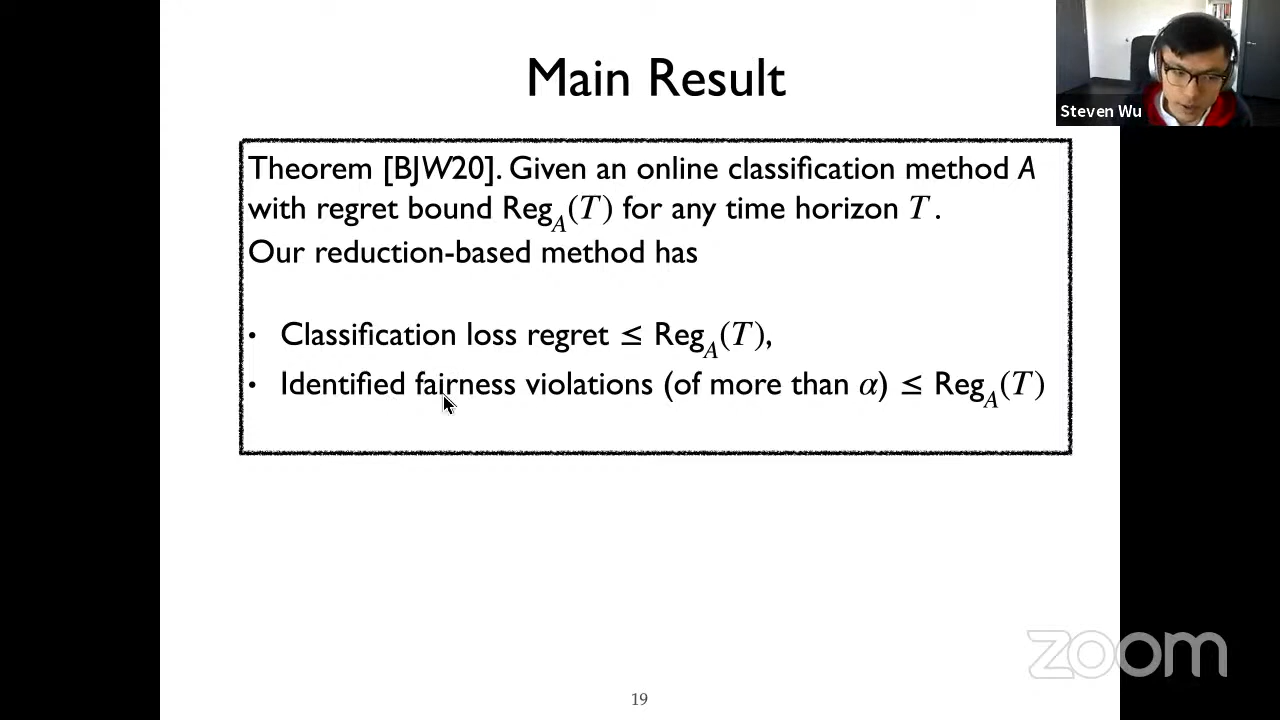 Main Result
Steven Wu
Theorem [BJW20]. Given an online classification method A
with regret bound Reg_A(T) for any time horizon T .
Our reduction-based method has
• Classification loss regret ≤ Reg_A(T),
• Identified fairness violations (of more than α) ≤ Reg_A(T)
zoom
19